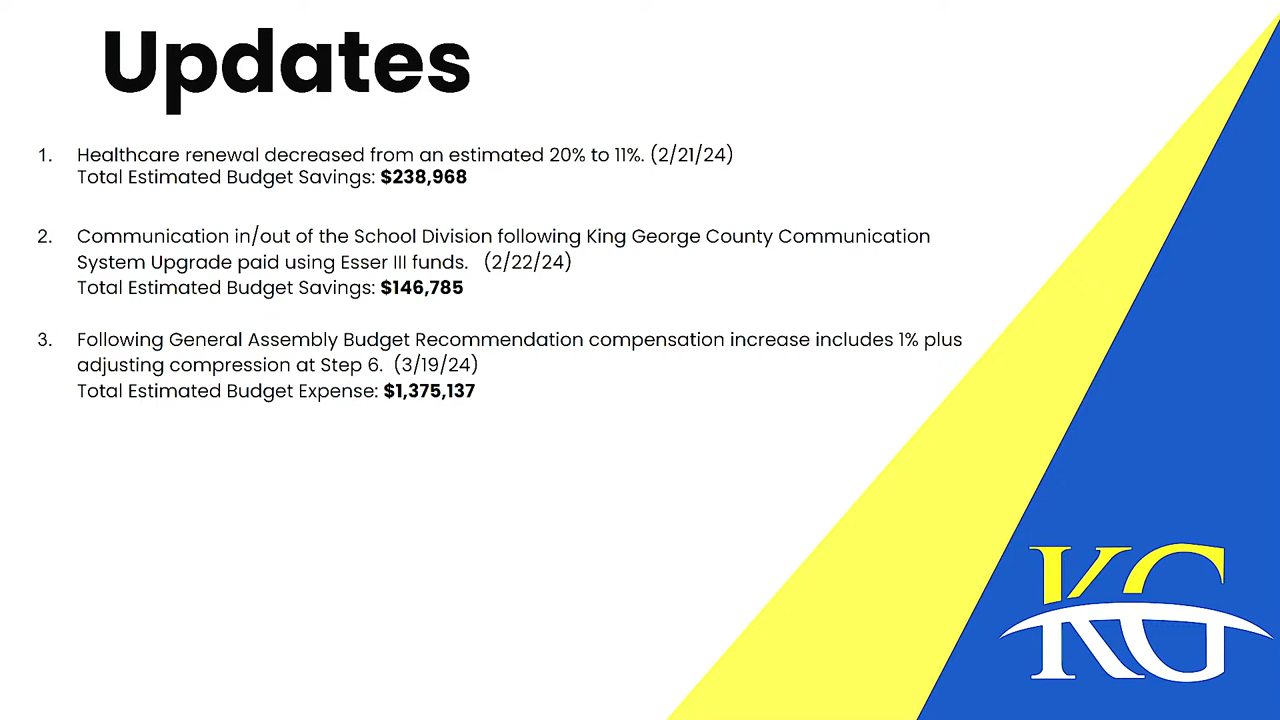 Updates
1. Healthcare renewal decreased from an estimated 20% to 11%. (2/21/24)
Total Estimated Budget Savings: $238,968
2. Communication in/out of the School Division following King George County Communication
System Upgrade paid using Esser III funds. (2/22/24)
Total Estimated Budget Savings: $146,785
3. Following General Assembly Budget Recommendation compensation increase includes 1% plus
adjusting compression at Step 6. (3/19/24)
Total Estimated Budget Expense: $1,375,137
KG